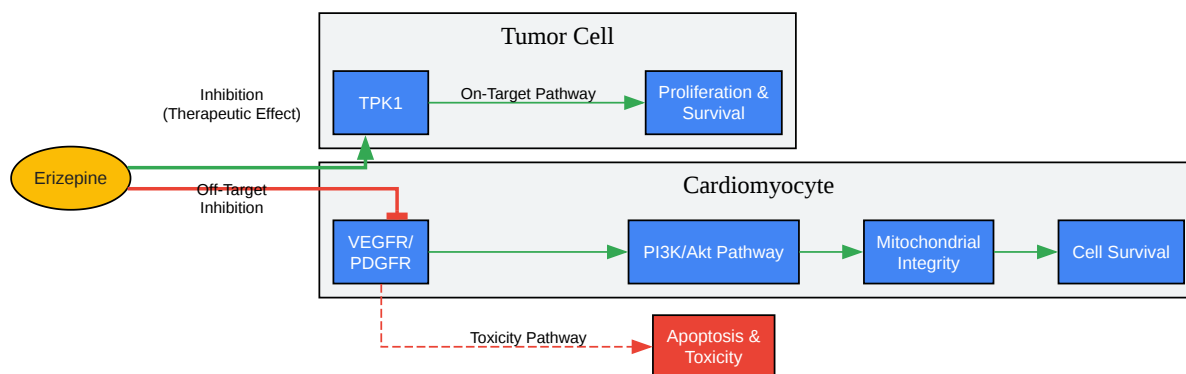 Tumor Cell
Inhibition
(Therapeutic Effect)
TPK1
On-Target Pathway
Proliferation &
Survival
Erizepine
Off-Target
Inhibition
Cardiomyocyte
VEGFR/
PDGFR
PI3K/Akt Pathway
Mitochondrial
Integrity
Cell Survival
Toxicity Pathway
Apoptosis &
Toxicity